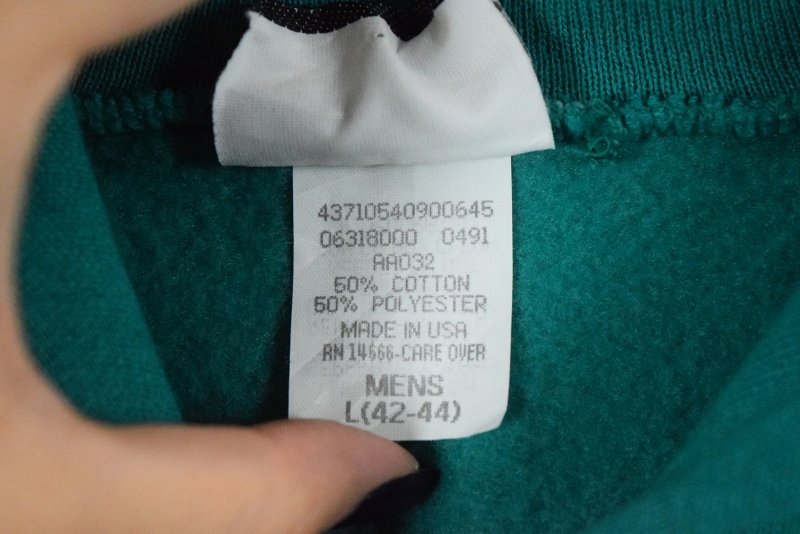 43710540900645
06318000 0491
AA032
50% COTTON
50% POLYESTER
MADE IN USA
RN 14666-CARE OVER
MENS
L(42-44)